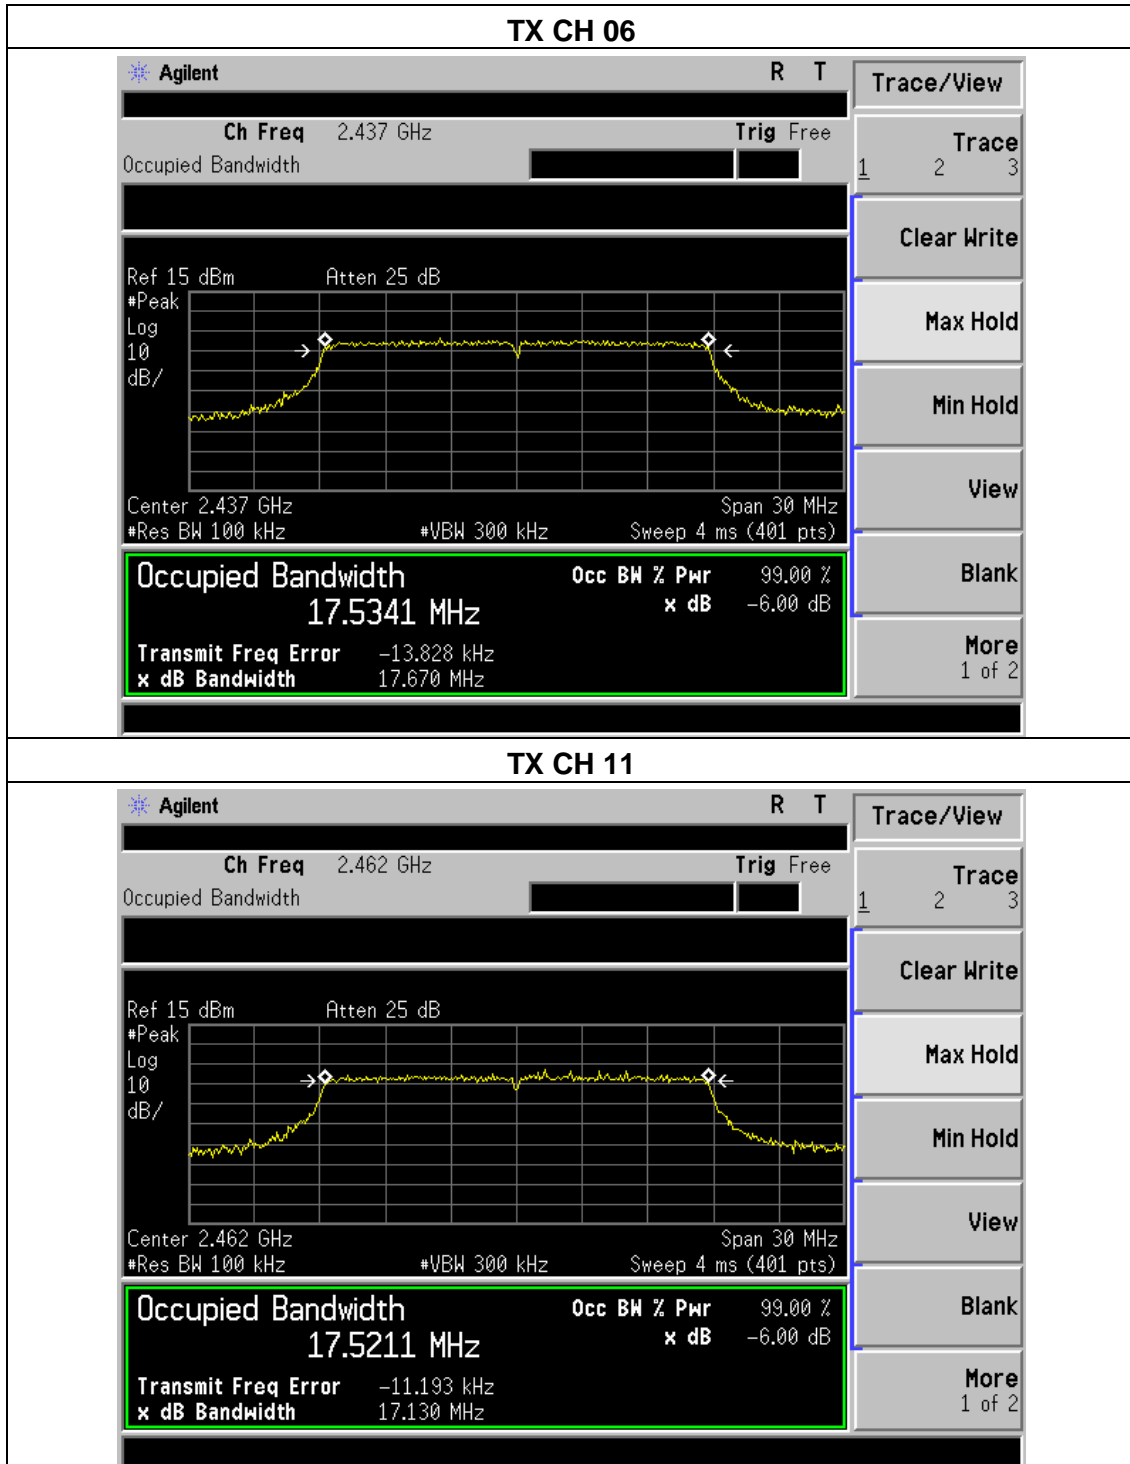 TX CH 06
Agilent R T
Trace/View
Ch Freq 2.437 GHz Trig Free
Occupied Bandwidth
Trace
1 2 3
Clear Write
Max Hold
Min Hold
View
Blank
More
1 of 2
Ref 15 dBm Atten 25 dB
#Peak
Log
10
dB/
Center 2.437 GHz Span 30 MHz
#Res BW 100 kHz #VBW 300 kHz Sweep 4 ms (401 pts)
Occupied Bandwidth Occ BW % Pwr 99.00 %
17.5341 MHz x dB -6.00 dB
Transmit Freq Error -13.828 kHz
x dB Bandwidth 17.670 MHz
TX CH 11
Agilent R T
Trace/View
Ch Freq 2.462 GHz Trig Free
Occupied Bandwidth
Trace
1 2 3
Clear Write
Max Hold
Min Hold
View
Blank
More
1 of 2
Ref 15 dBm Atten 25 dB
#Peak
Log
10
dB/
Center 2.462 GHz Span 30 MHz
#Res BW 100 kHz #VBW 300 kHz Sweep 4 ms (401 pts)
Occupied Bandwidth Occ BW % Pwr 99.00 %
17.5211 MHz x dB -6.00 dB
Transmit Freq Error -11.193 kHz
x dB Bandwidth 17.130 MHz